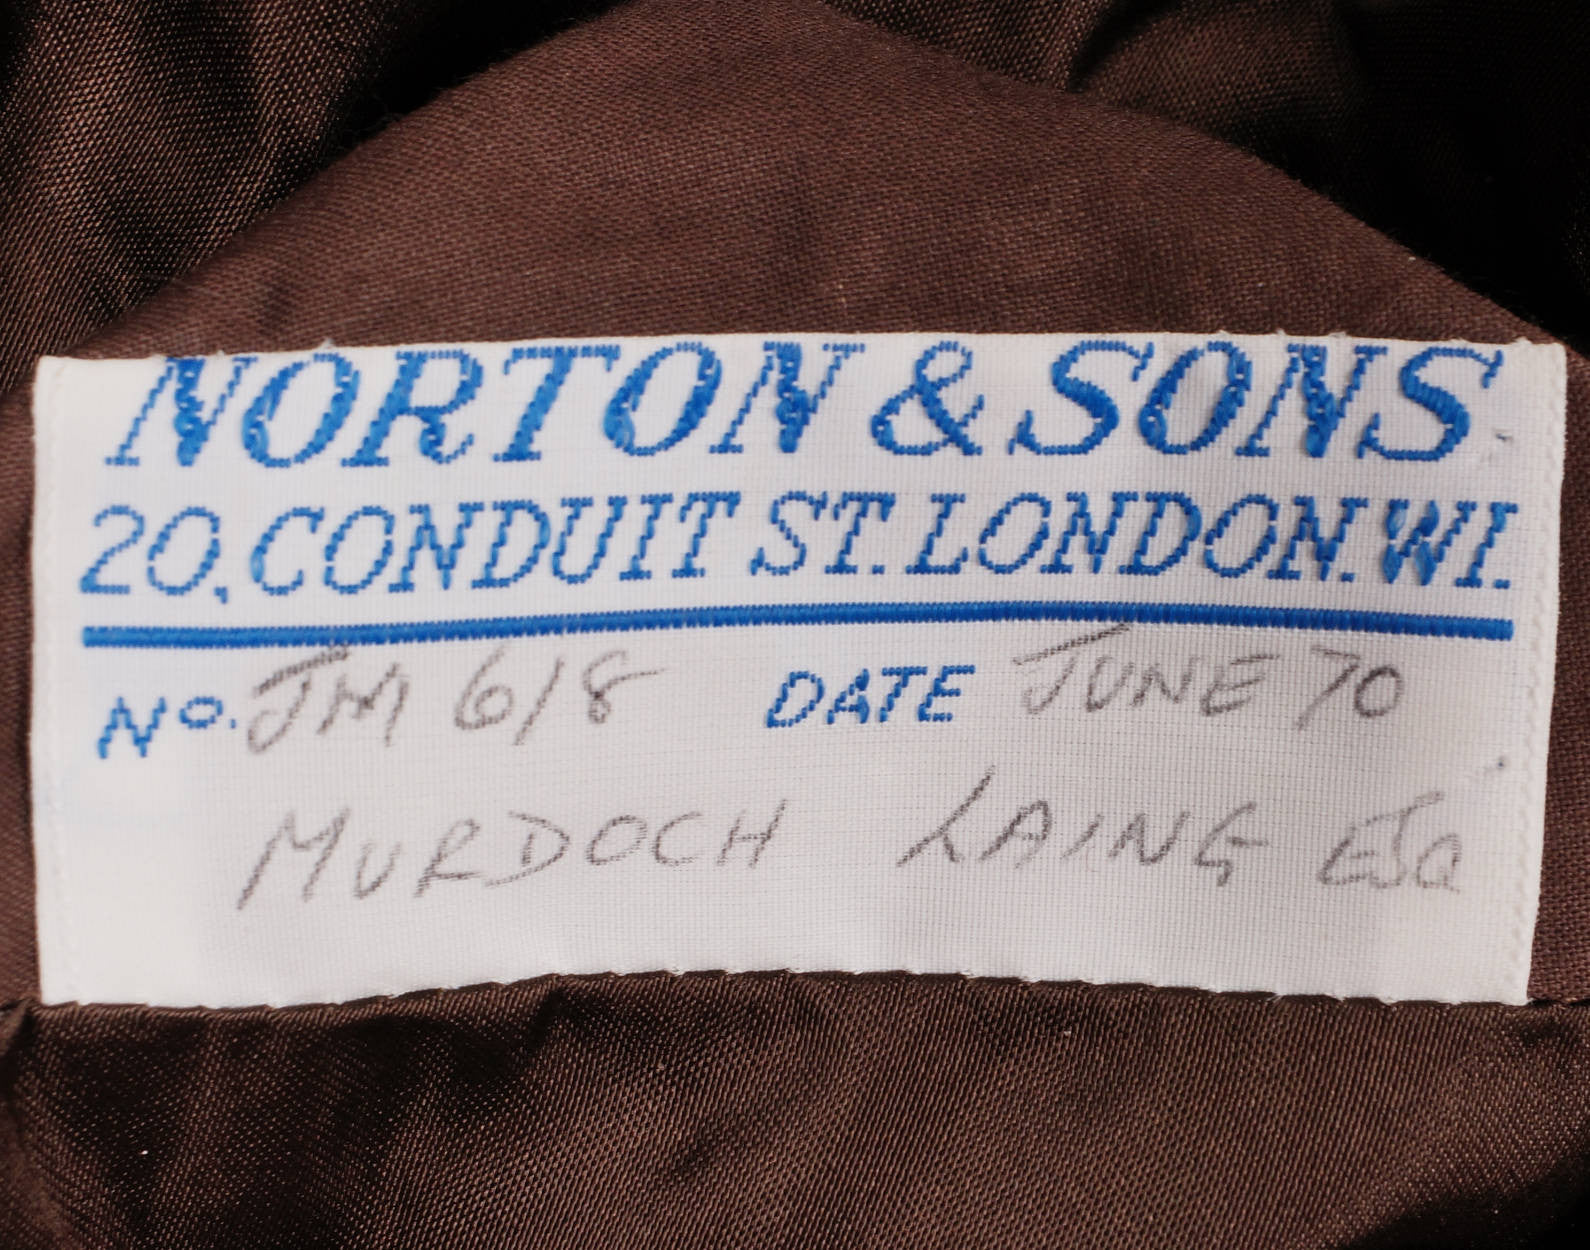 NORTON & SONS
20, CONDUIT ST. LONDON. W1.
No. JM 618 DATE JUNE 70
MURDOCH LAING ESQ